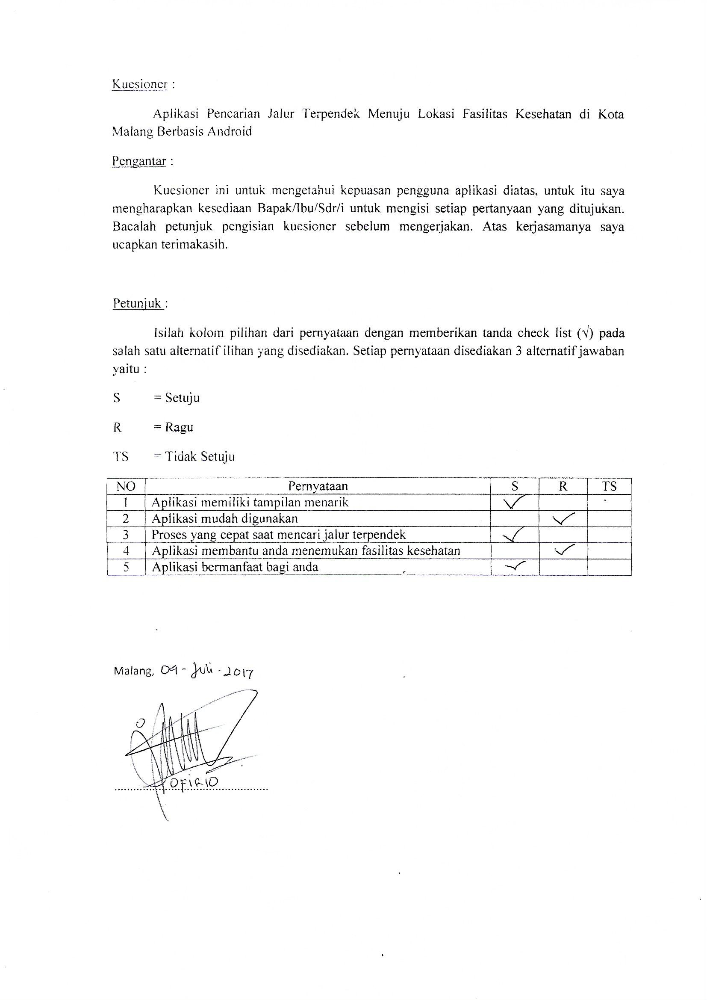 Kuesioner :
Aplikasi Pencarian Jalur Terpendek Menuju Lokasi Fasilitas Kesehatan di Kota
Malang Berbasis Android
Pengantar :
Kuesioner ini untuk mengetahui kepuasan pengguna aplikasi diatas, untuk itu saya
mengharapkan kesediaan Bapak/Ibu/Sdr/i untuk mengisi setiap pertanyaan yang ditujukan.
Bacalah petunjuk pengisian kuesioner sebelum mengerjakan. Atas kerjasamanya saya
ucapkan terimakasih.
Petunjuk :
Isilah kolom pilihan dari pernyataan dengan memberikan tanda check list (√) pada
salah satu alternatif ilihan yang disediakan. Setiap pernyataan disediakan 3 alternatif jawaban
yaitu :
S = Setuju
R = Ragu
TS = Tidak Setuju
NO Pernyataan S R TS
1 Aplikasi memiliki tampilan menarik ✓
2 Aplikasi mudah digunakan ✓
3 Proses yang cepat saat mencari jalur terpendek ✓
4 Aplikasi membantu anda menemukan fasilitas kesehatan ✓
5 Aplikasi bermanfaat bagi anda ✓
Malang, 04 - Juli - 2017
OFIRIO